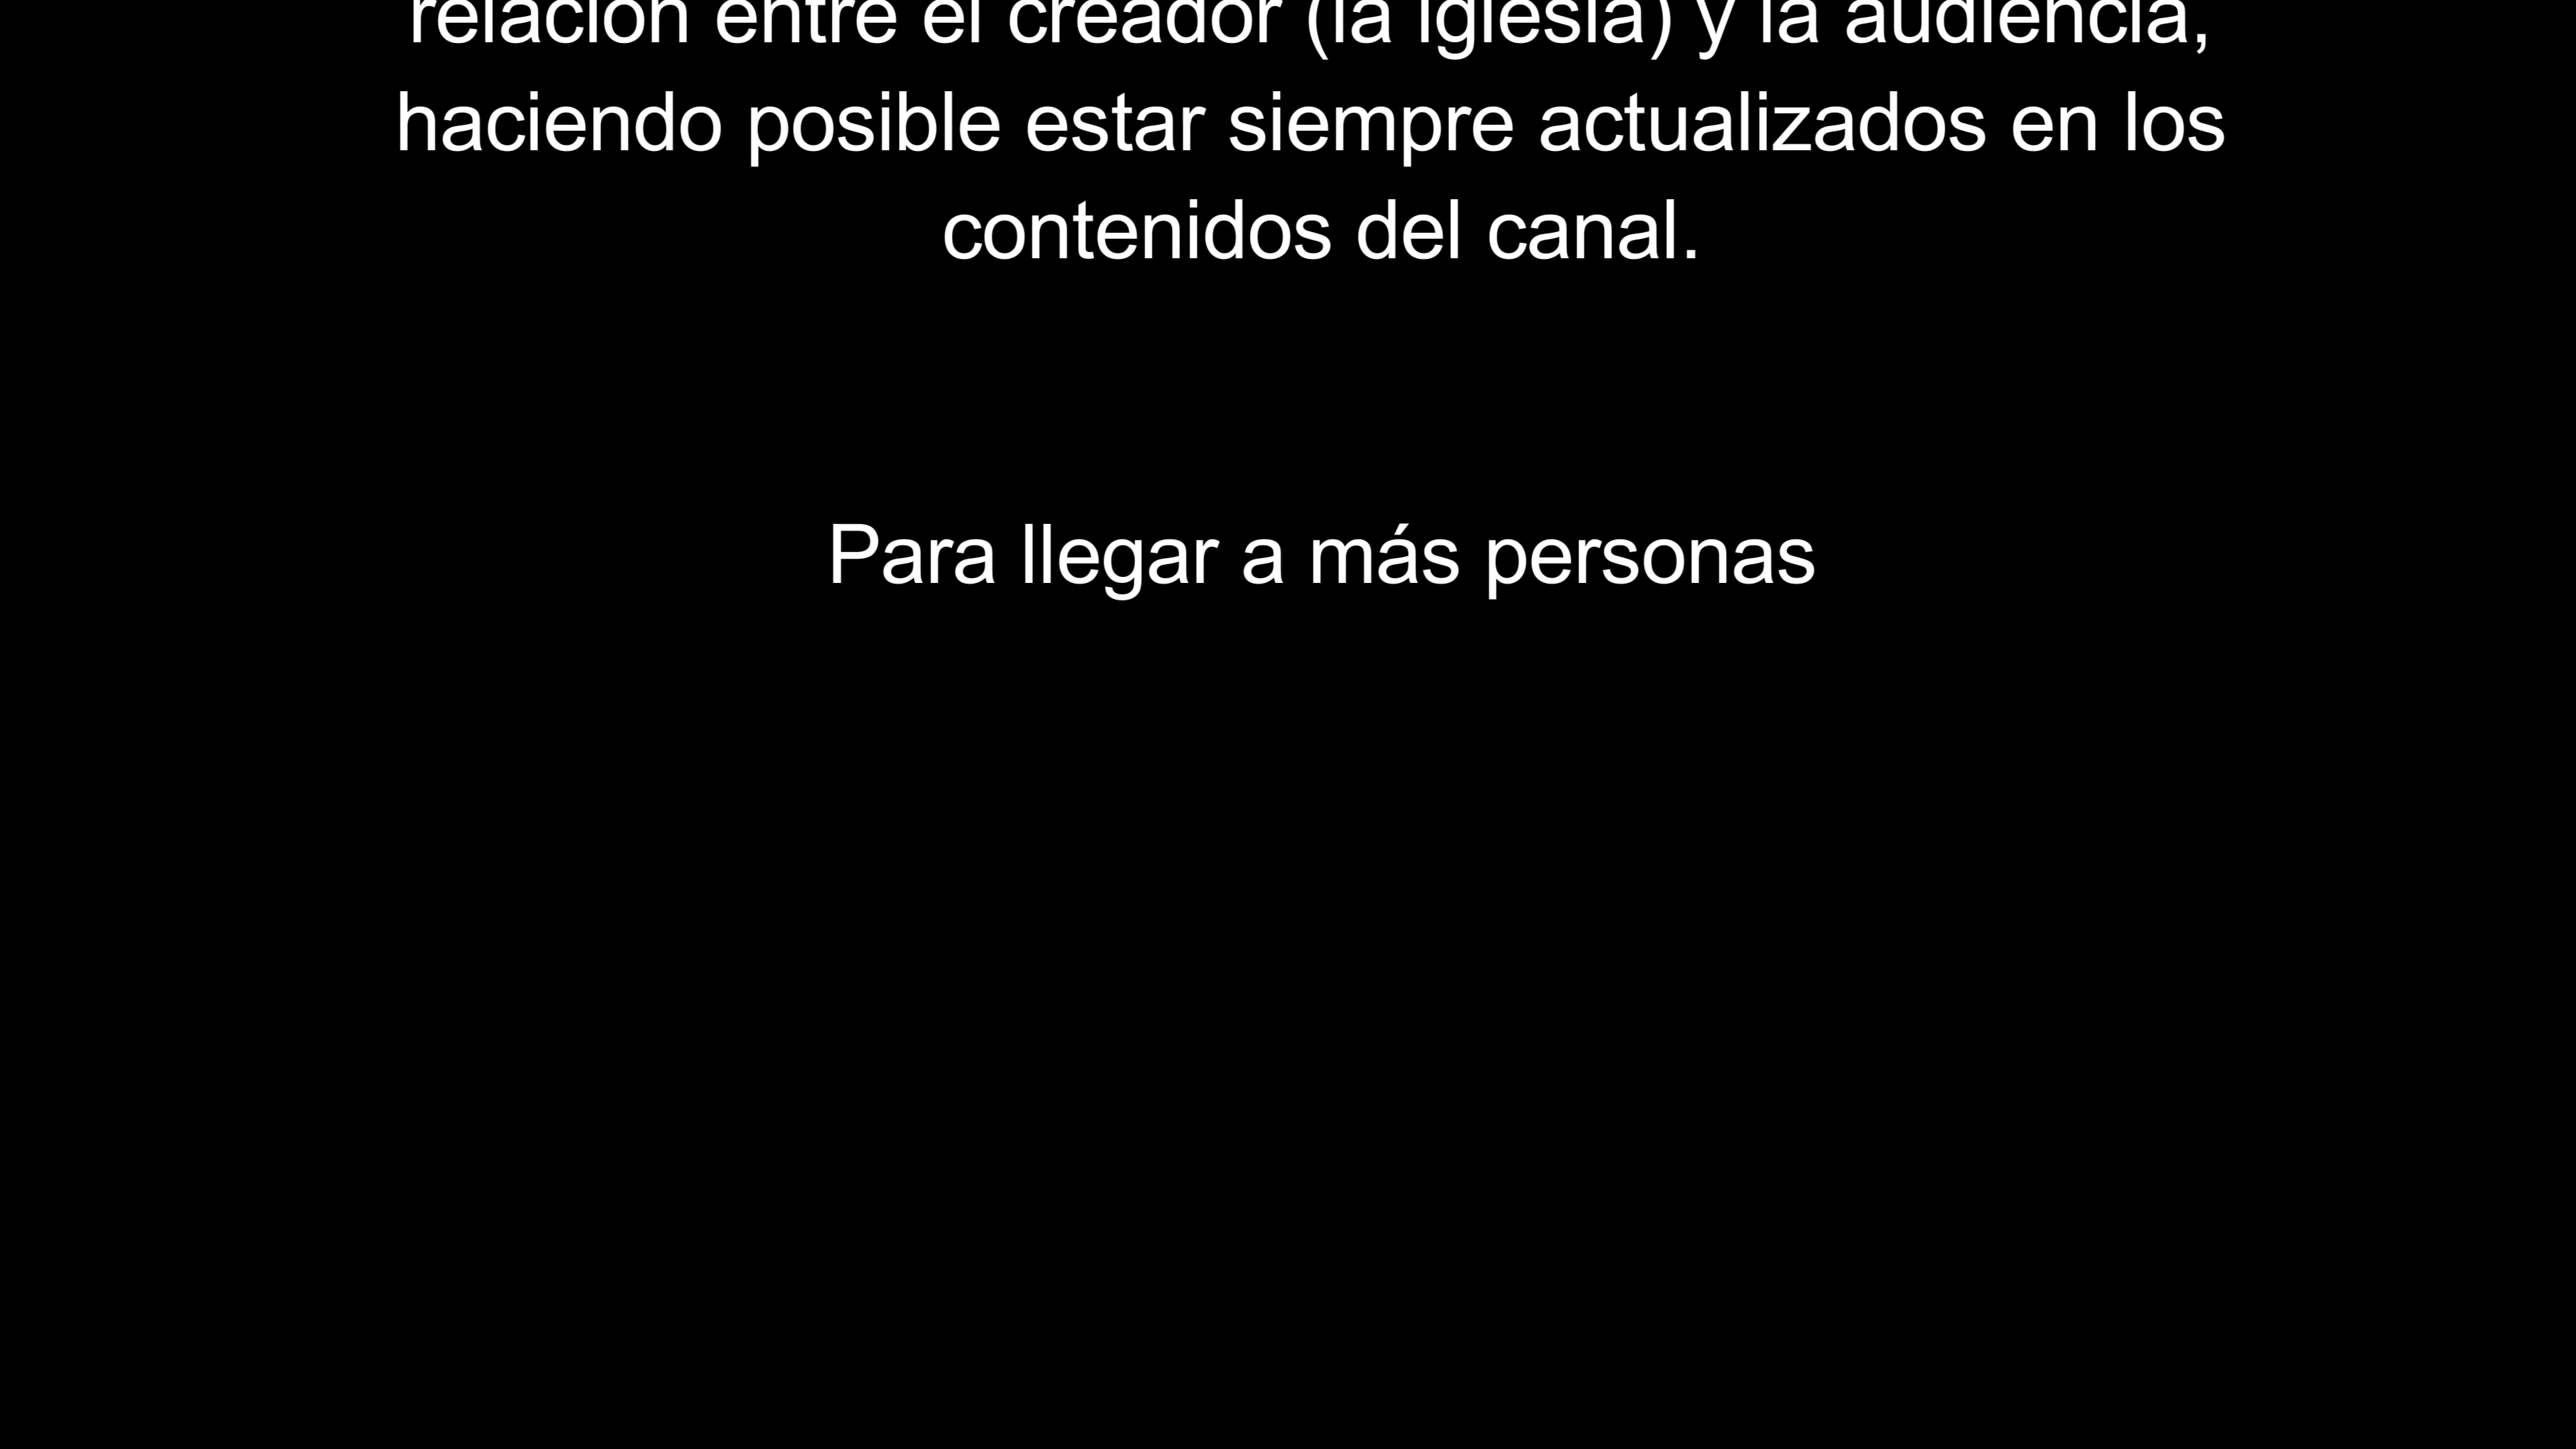 relación entre el creador (la iglesia) y la audiencia,
haciendo posible estar siempre actualizados en los
contenidos del canal.
Para llegar a más personas